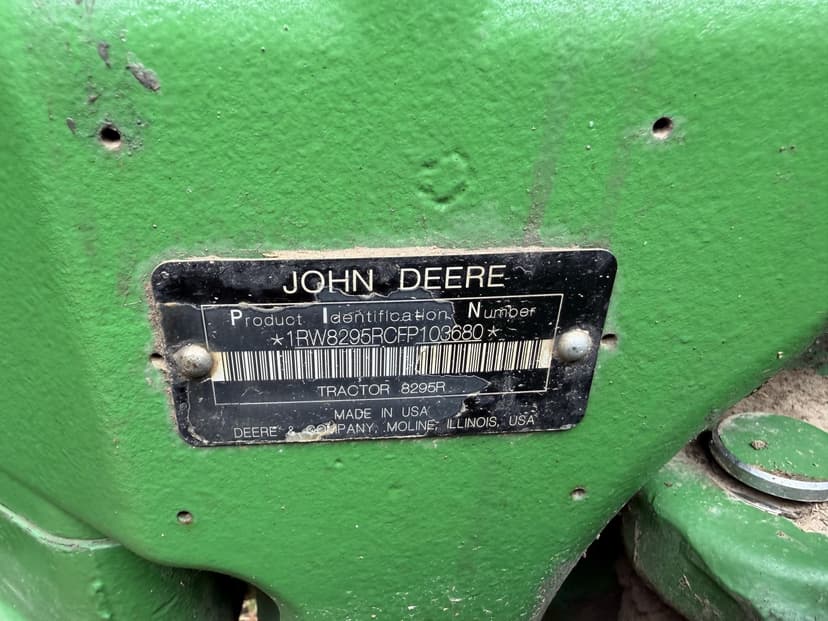 JOHN DEERE
Product Identification Number
*1RW8295RCFP103680*
TRACTOR 8295R
MADE IN USA
DEERE & COMPANY, MOLINE, ILLINOIS, USA